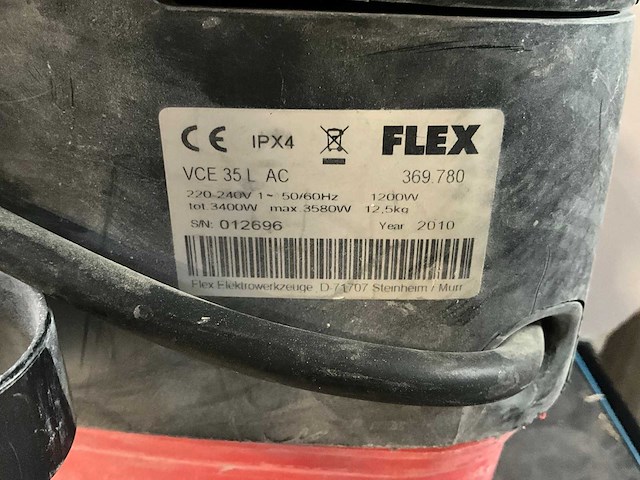 CE IPX4 FLEX
VCE 35 L AC 369.780
220-240V 1~ 50/60Hz 1200W
tot.3400W max.3580W 12,5kg
S/N: 012696 Year 2010
Flex Elektrowerkzeuge D-71707 Steinheim / Murr